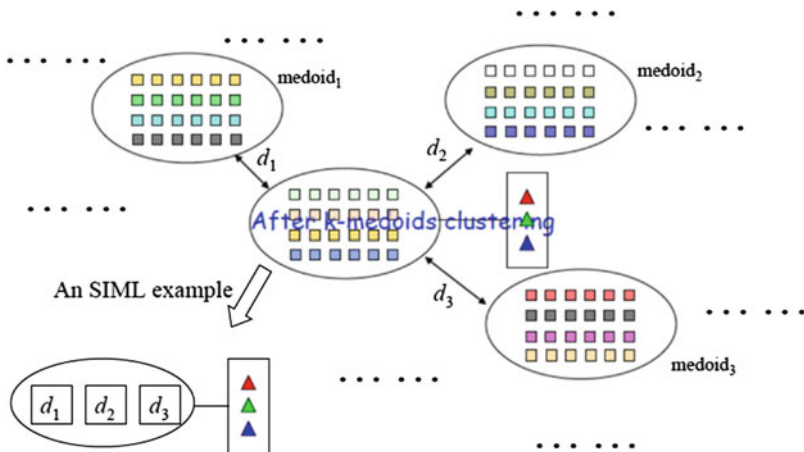 medoid1
medoid2
d1
d2
After k-medoids clustering
d3
An SIML example
medoid3
d1 d2 d3